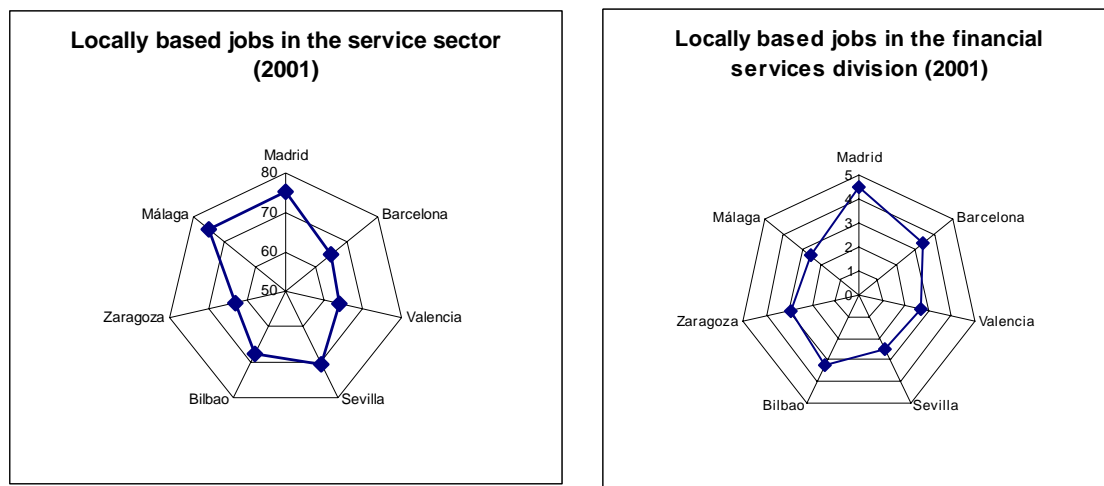 Locally based jobs in the service sector
(2001)
Madrid
80
70
60
50
Barcelona
Valencia
Sevilla
Bilbao
Zaragoza
Málaga
Locally based jobs in the financial
services division (2001)
Madrid
5
4
3
2
1
0
Barcelona
Valencia
Sevilla
Bilbao
Zaragoza
Málaga